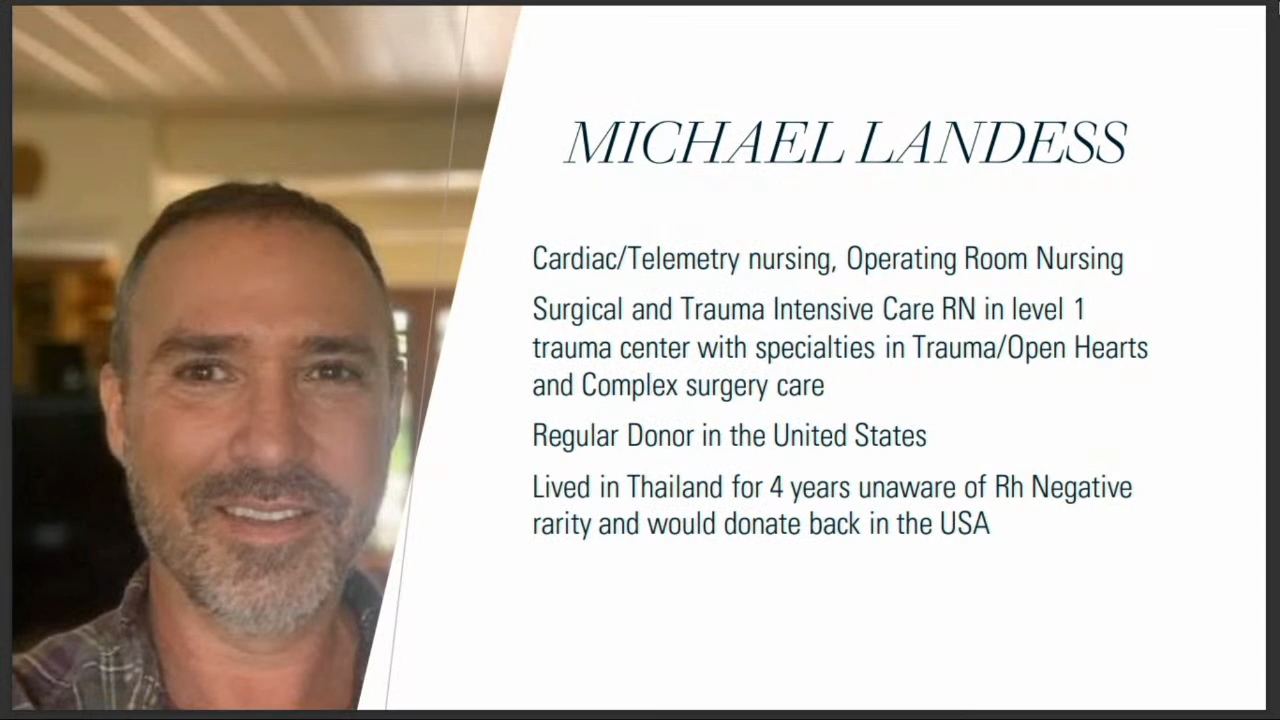 MICHAEL LANDESS
Cardiac/Telemetry nursing, Operating Room Nursing
Surgical and Trauma Intensive Care RN in level 1
trauma center with specialties in Trauma/Open Hearts
and Complex surgery care
Regular Donor in the United States
Lived in Thailand for 4 years unaware of Rh Negative
rarity and would donate back in the USA